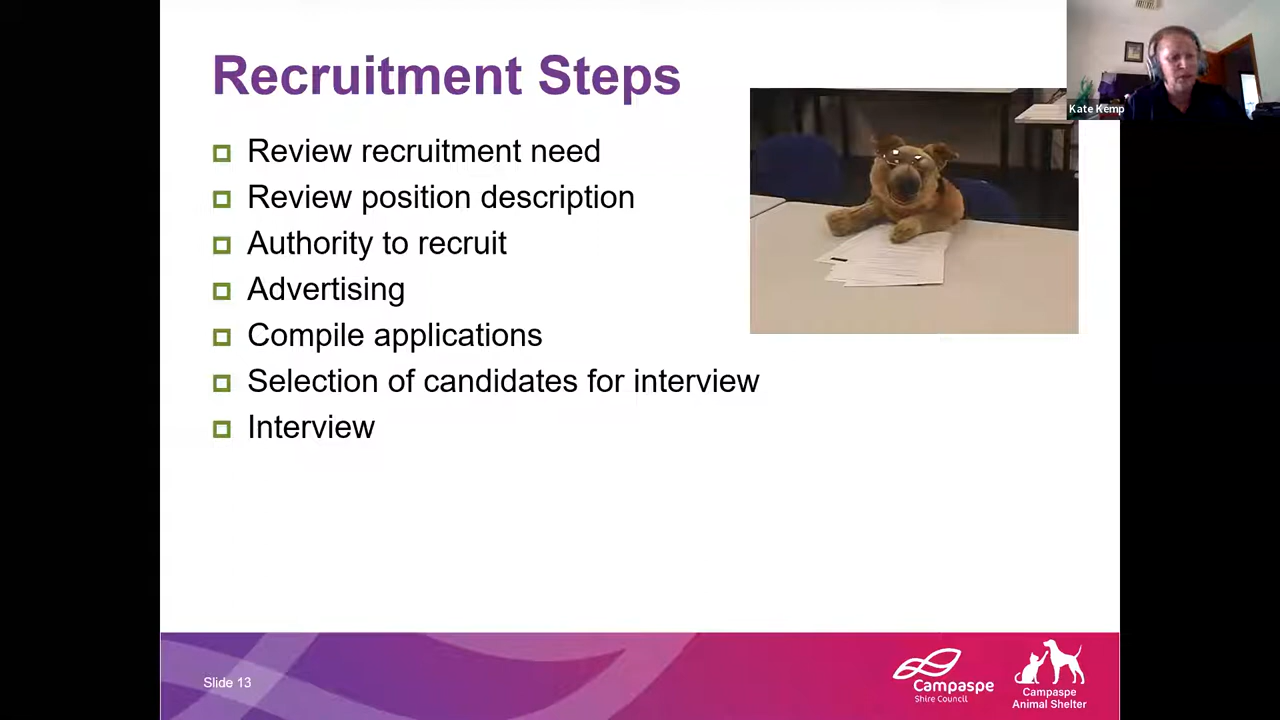 Recruitment Steps
Review recruitment need
Review position description
Authority to recruit
Advertising
Compile applications
Selection of candidates for interview
Interview
Kate Kemp
Slide 13
Campaspe
Shire Council
Campaspe
Animal Shelter